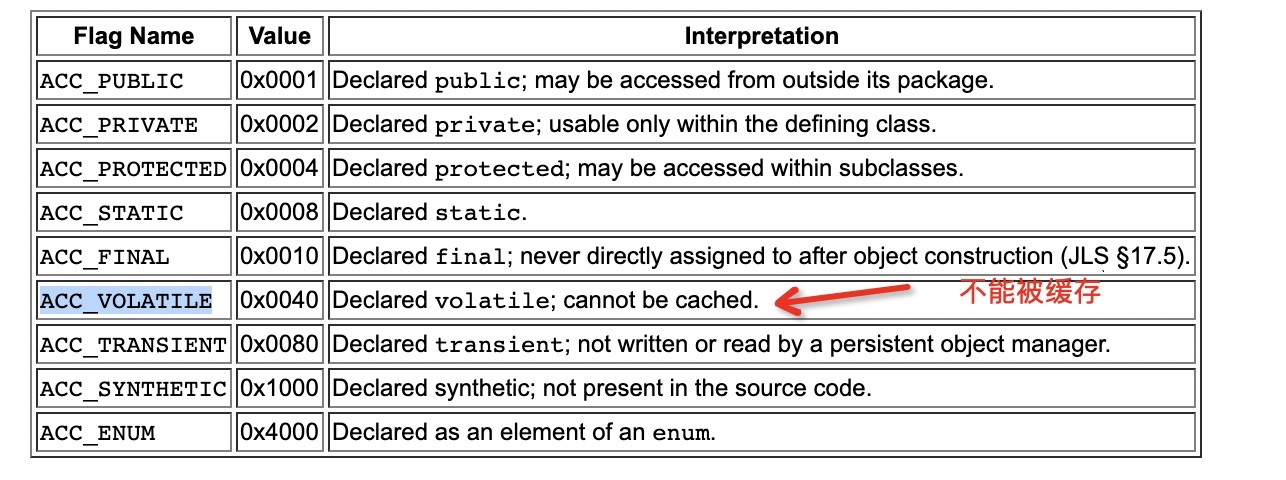 Flag Name Value Interpretation
ACC_PUBLIC 0x0001 Declared public; may be accessed from outside its package.
ACC_PRIVATE 0x0002 Declared private; usable only within the defining class.
ACC_PROTECTED 0x0004 Declared protected; may be accessed within subclasses.
ACC_STATIC 0x0008 Declared static.
ACC_FINAL 0x0010 Declared final; never directly assigned to after object construction (JLS §17.5).
ACC_VOLATILE 0x0040 Declared volatile; cannot be cached. 不能被缓存
ACC_TRANSIENT 0x0080 Declared transient; not written or read by a persistent object manager.
ACC_SYNTHETIC 0x1000 Declared synthetic; not present in the source code.
ACC_ENUM 0x4000 Declared as an element of an enum.